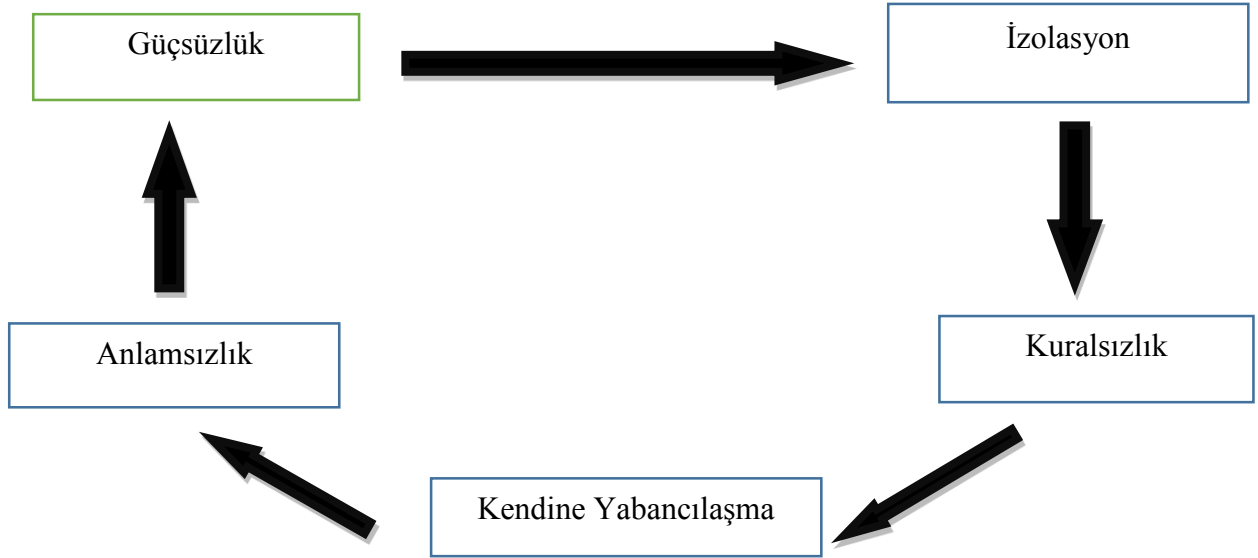 Güçsüzlük
İzolasyon
Anlamsızlık
Kuralsızlık
Kendine Yabancılaşma